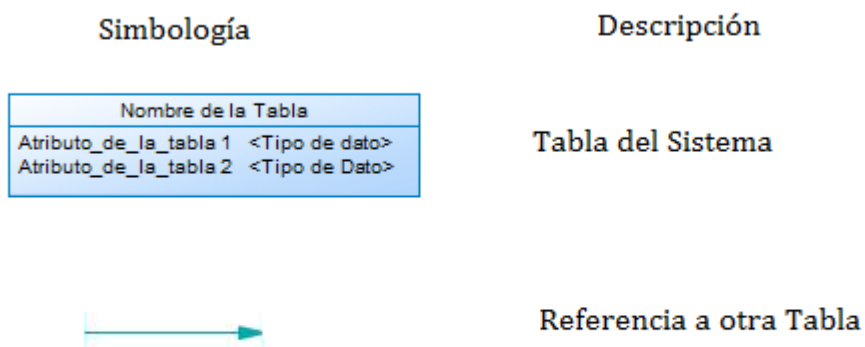 Simbología
Descripción
Nombre de la Tabla
Atributo_de_la_tabla 1 <Tipo de dato>
Atributo_de_la_tabla 2 <Tipo de Dato>
Tabla del Sistema
Referencia a otra Tabla